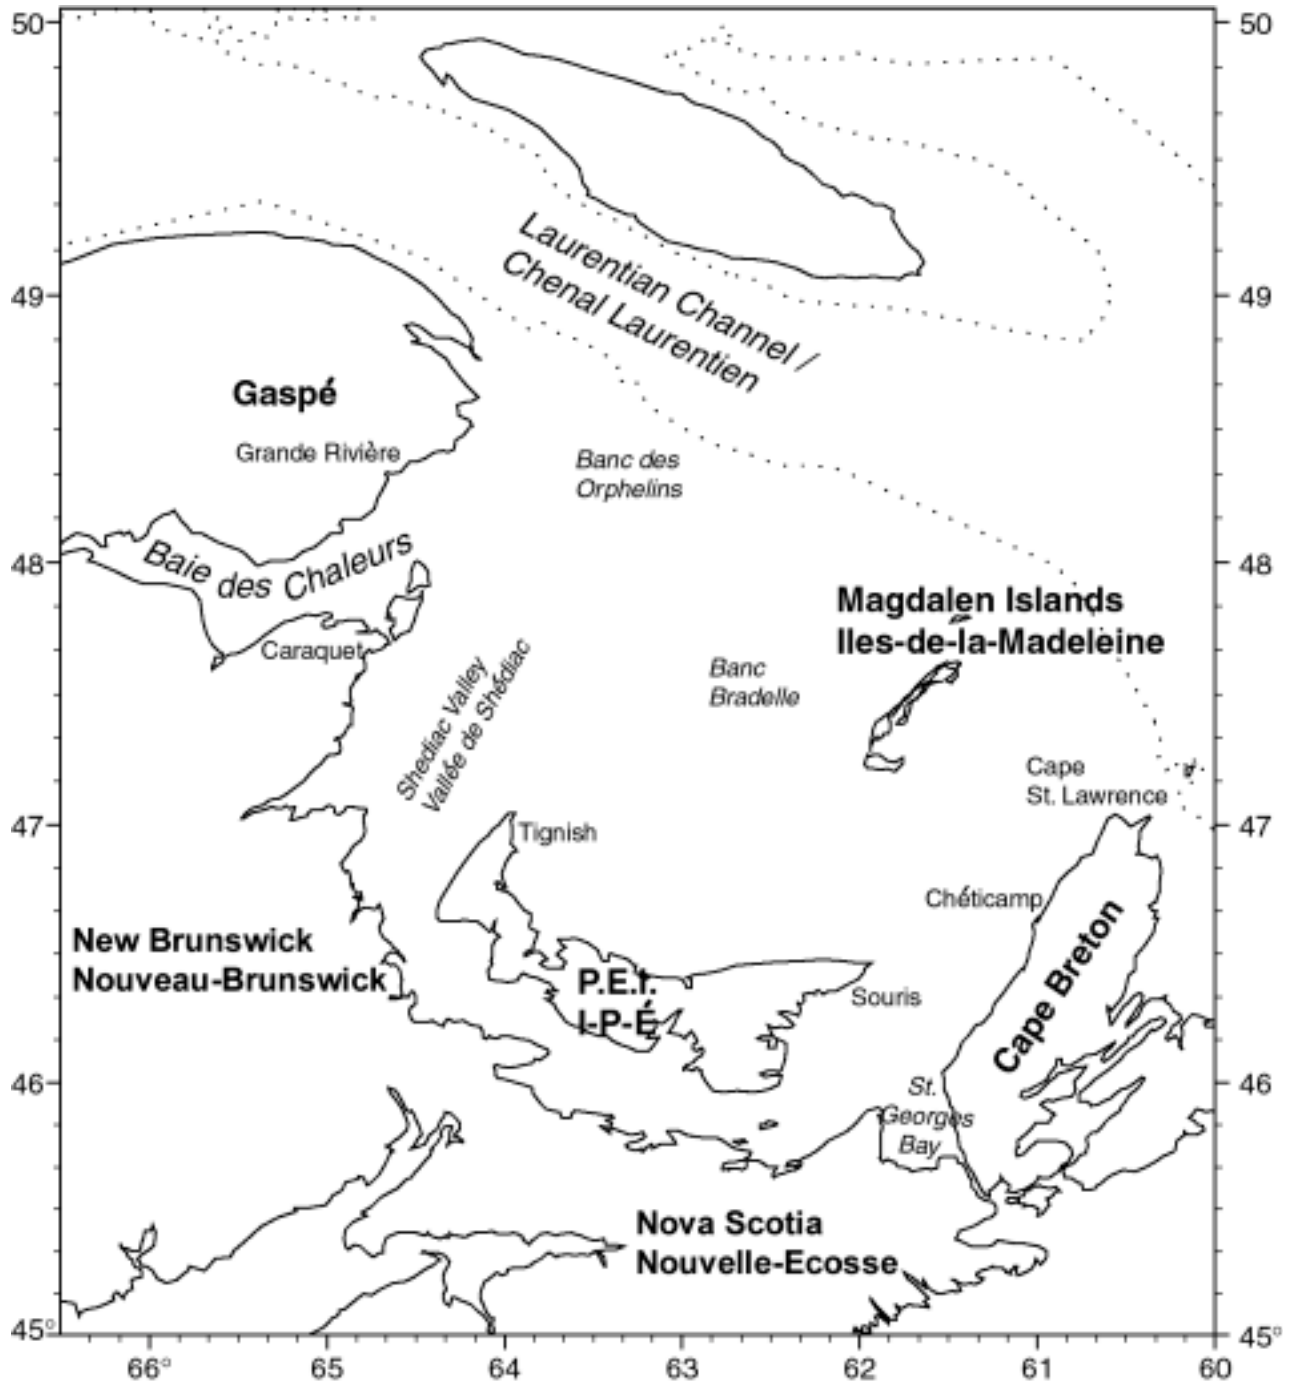 50
50
Laurentian Channel /
Chenal Laurentien
49
49
Gaspé
Grande Rivière
Banc des
Orphelins
48
48
Baie des Chaleurs
Magdalen Islands
Iles-de-la-Madeleine
Caraquet
Shediac Valley
Vallée de Shédiac
Banc
Bradelle
Cape
St. Lawrence
47
47
Tignish
Chéticamp
New Brunswick
Nouveau-Brunswick
P.E.I.
I-P-É
Souris
Cape Breton
46
46
St.
Georges
Bay
Nova Scotia
Nouvelle-Ecosse
45°
45°
66°
65
64
63
62
61
60